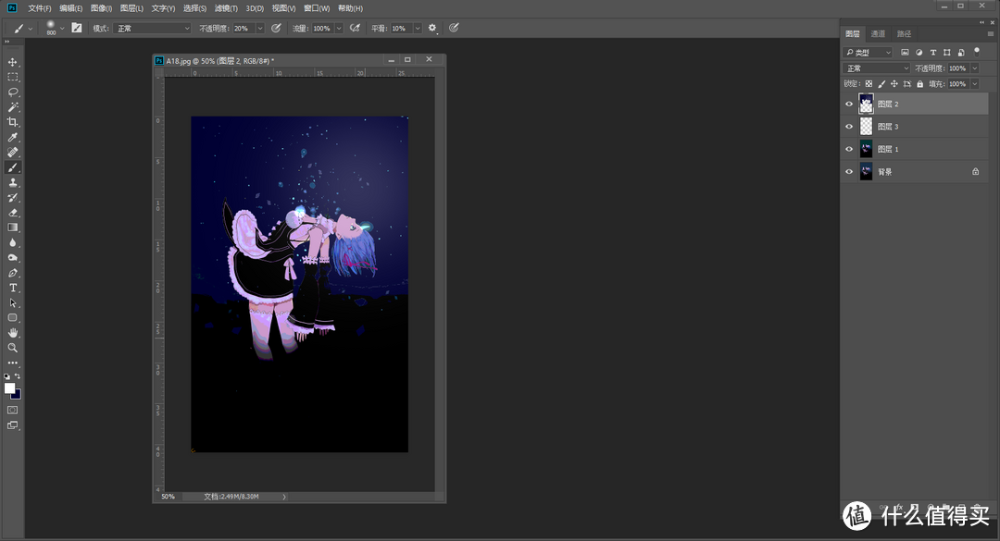 Ps 文件(F) 编辑(E) 图像(I) 图层(L) 文字(Y) 选择(S) 滤镜(T) 3D(D) 视图(V) 窗口(W) 帮助(H)
800 模式: 正常 不透明度: 20% 流量: 100% 平滑: 10%
图层 通道 路径
类型
正常 不透明度: 100%
锁定: 填充: 100%
图层 2
图层 3
图层 1
背景
Ps A18.jpg @ 50% (图层 2, RGB/8#) *
0 5 10 15 20 25
0
5
10
15
20
25
30
35
40
4
50% 文档:2.49M/8.30M
值 什么值得买